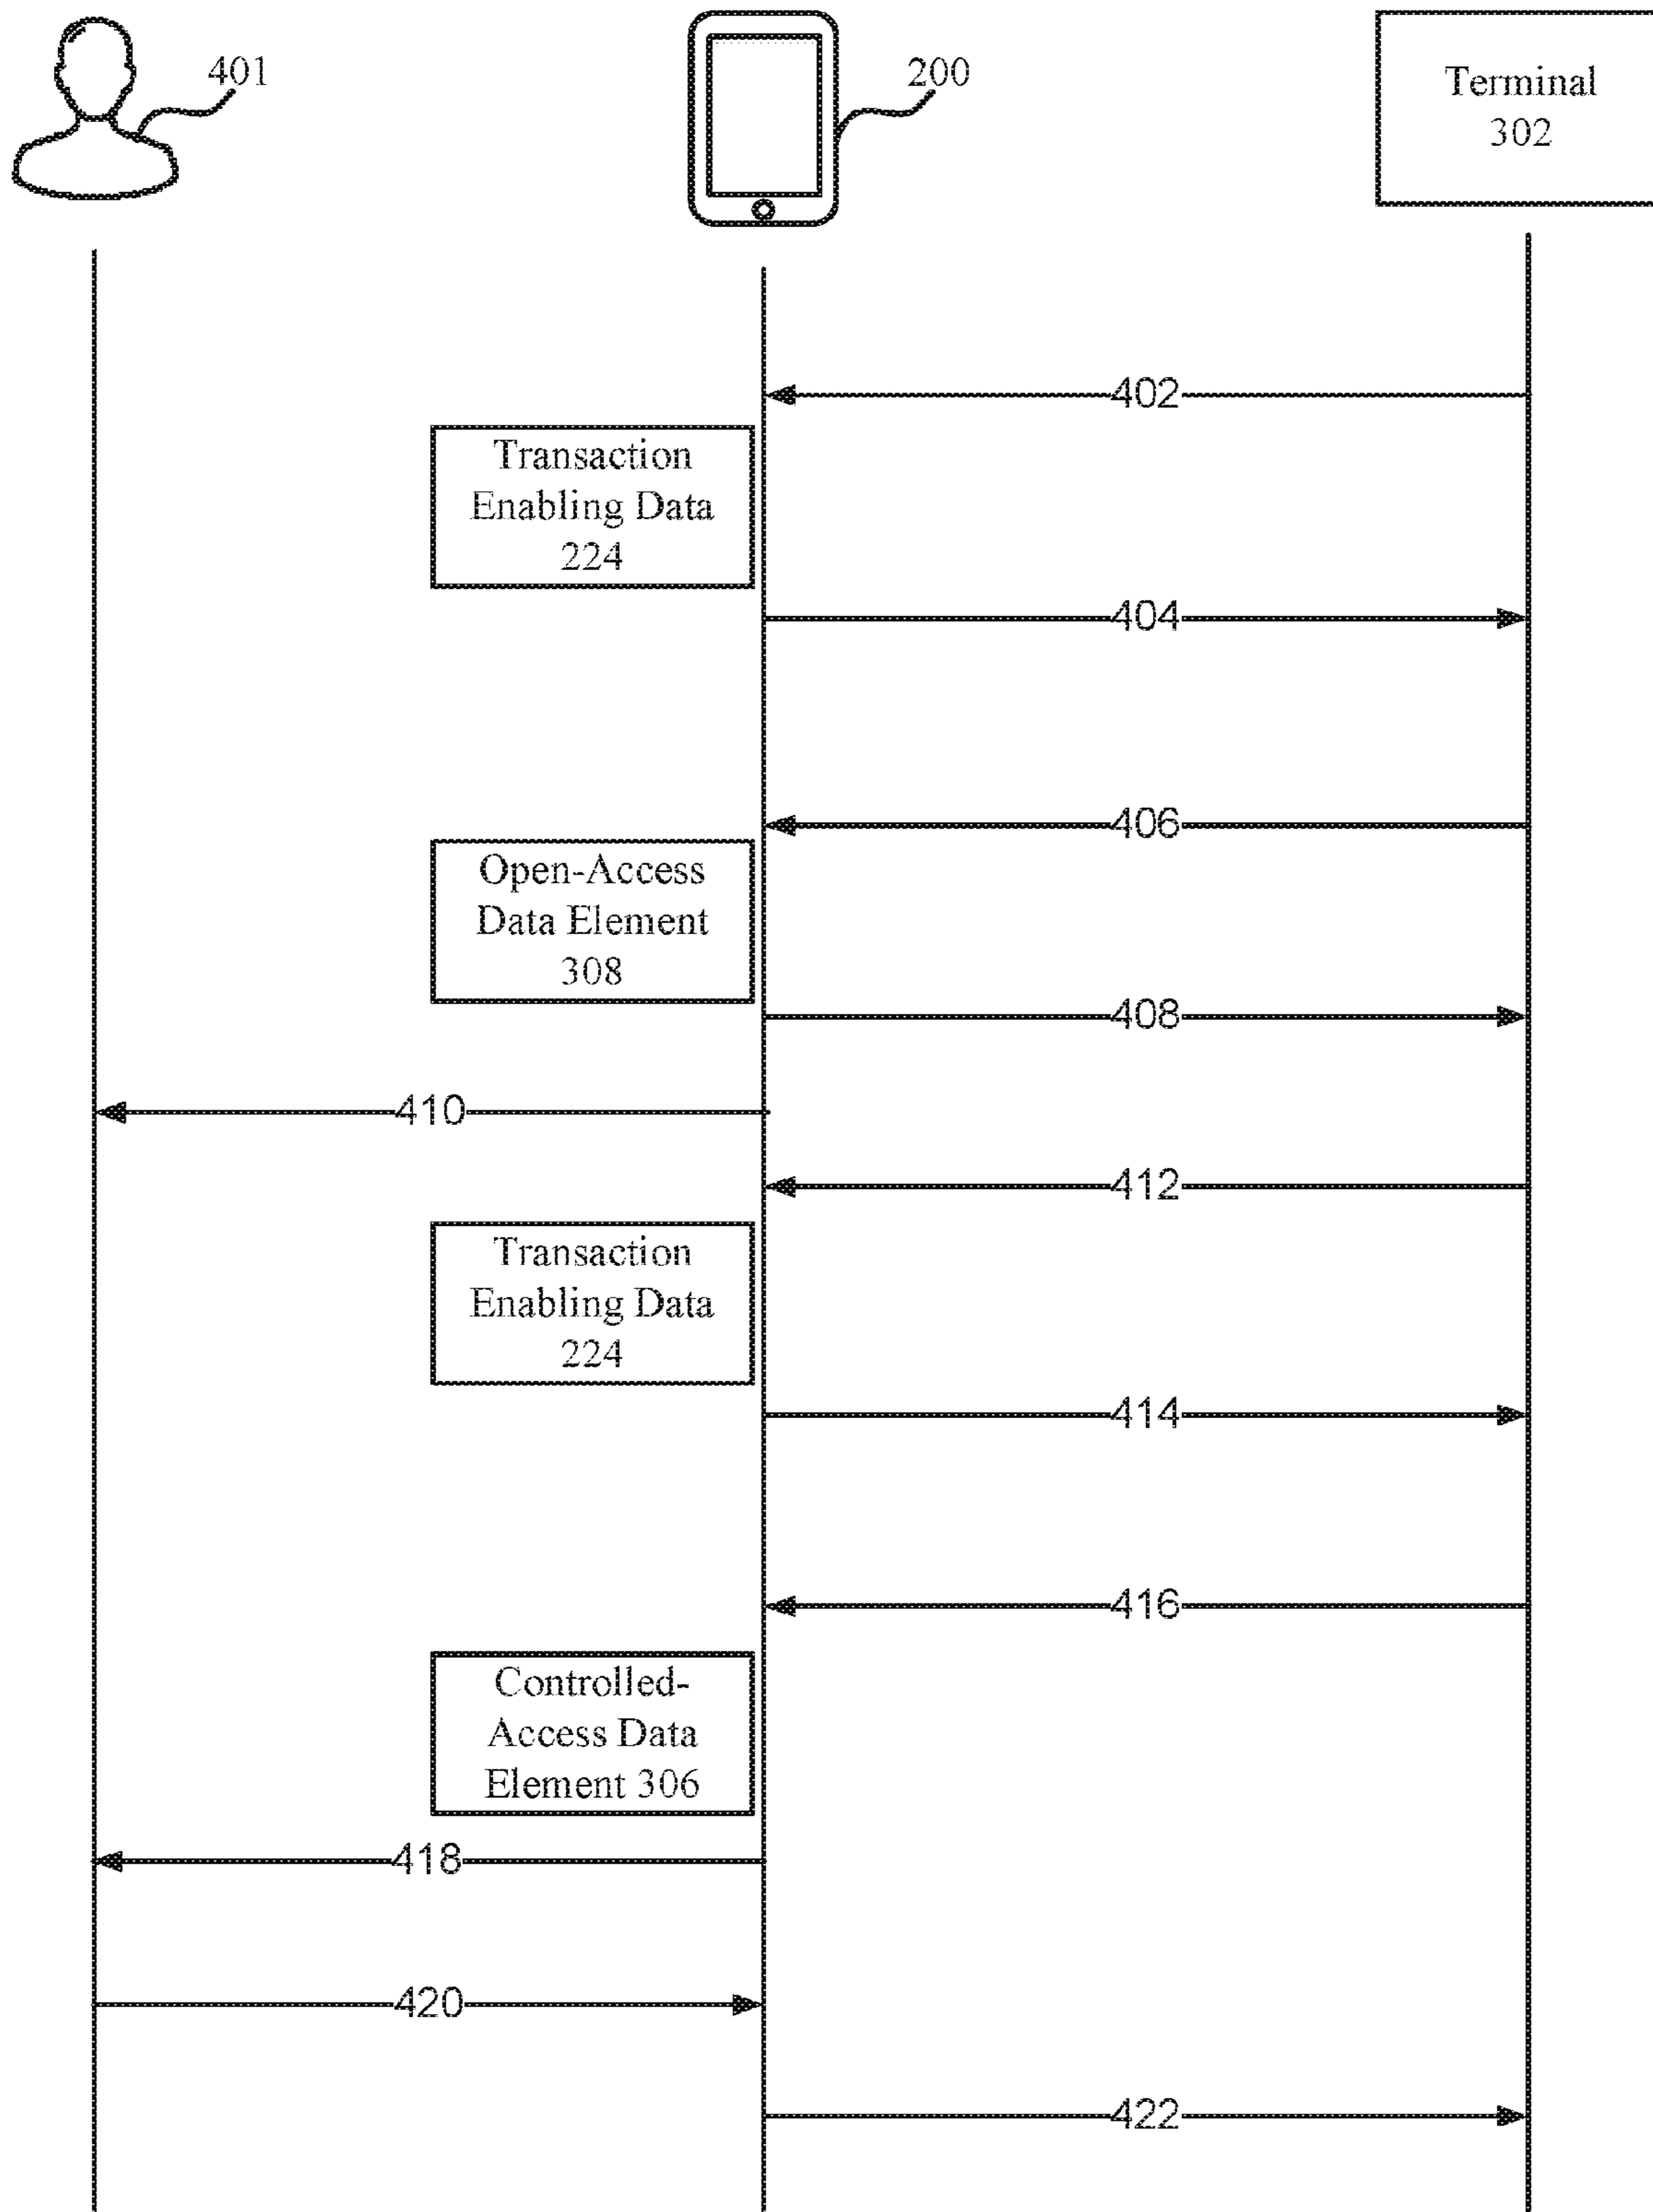 401
200
Terminal
302
402
Transaction
Enabling Data
224
404
406
Open-Access
Data Element
308
408
410
412
Transaction
Enabling Data
224
414
416
Controlled-
Access Data
Element 306
418
420
422